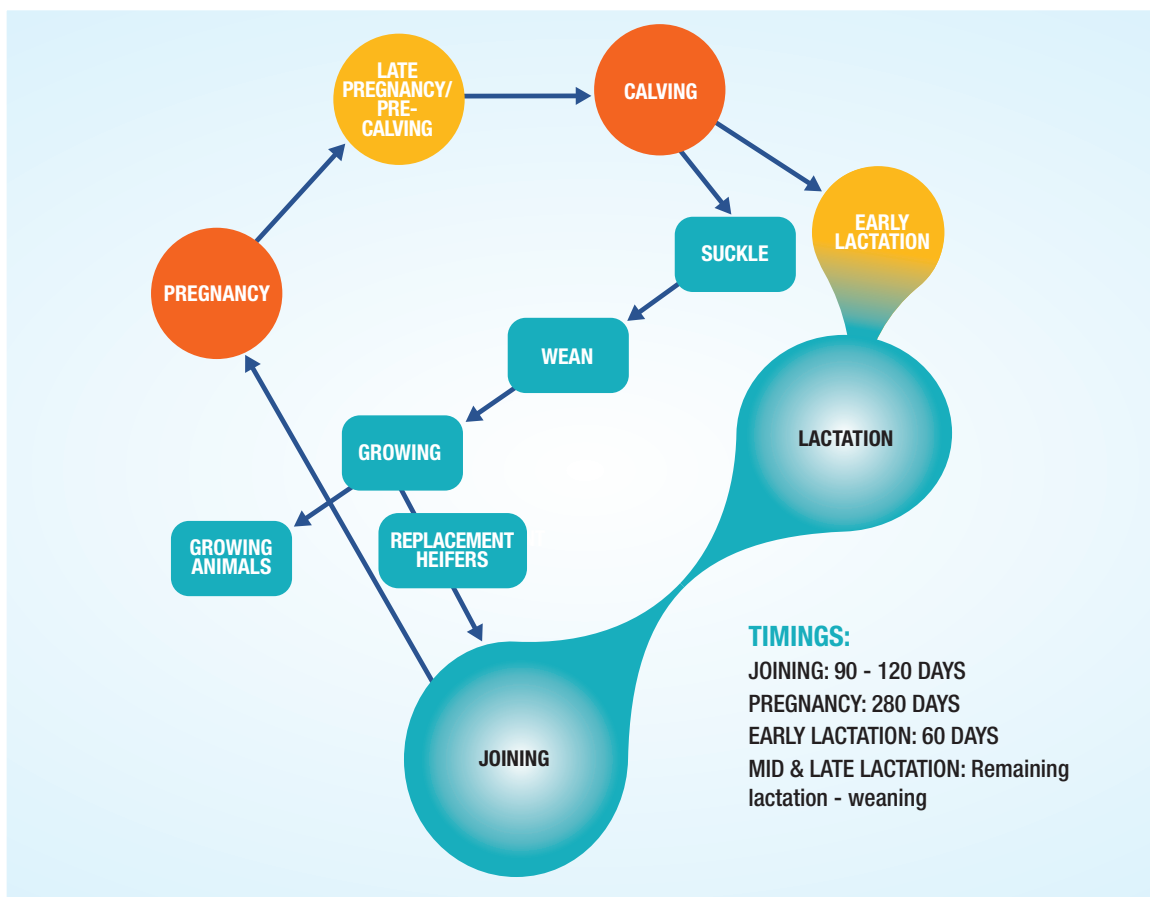 LATE
PREGNANCY/
PRE-
CALVING
CALVING
EARLY
LACTATION
SUCKLE
PREGNANCY
WEAN
LACTATION
GROWING
GROWING
ANIMALS
REPLACEMENT
HEIFERS
JOINING
TIMINGS:
JOINING: 90 - 120 DAYS
PREGNANCY: 280 DAYS
EARLY LACTATION: 60 DAYS
MID & LATE LACTATION: Remaining
lactation - weaning